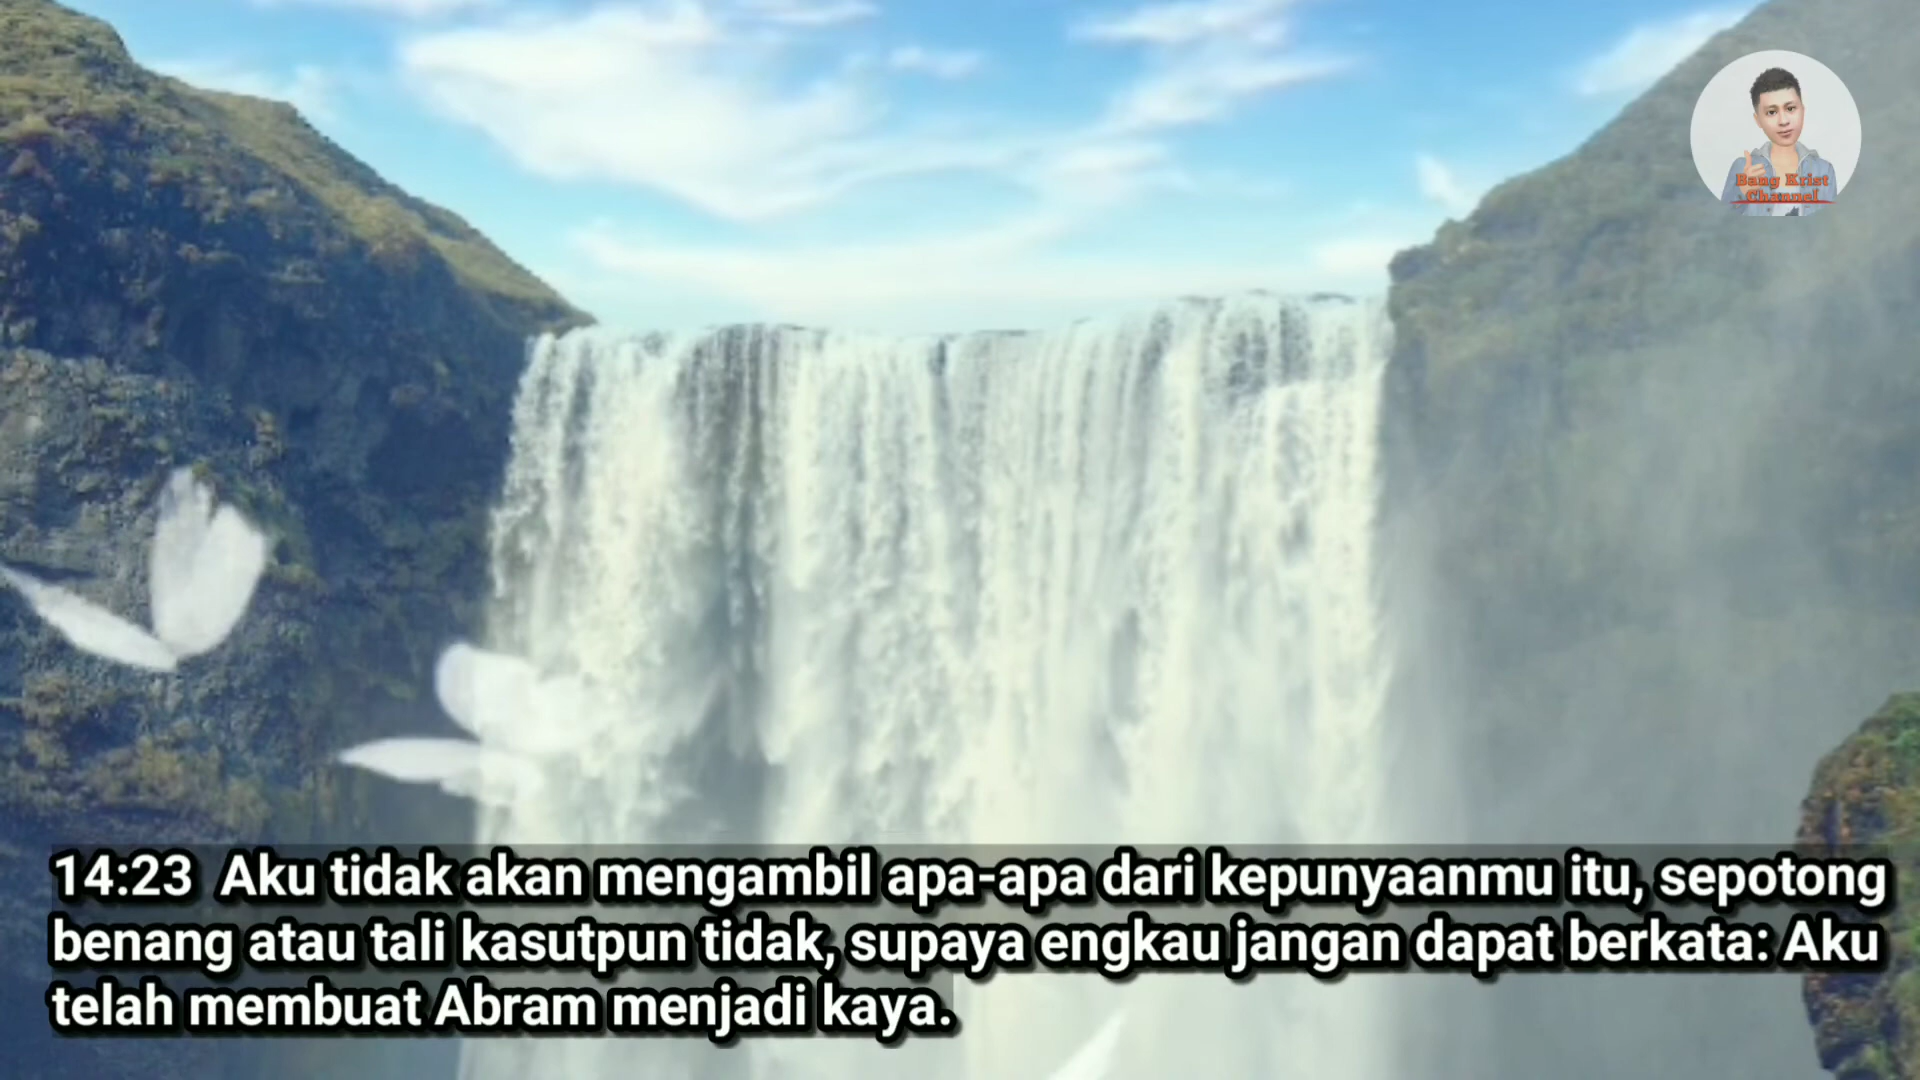 Bang Krist
Channel
14:23 Aku tidak akan mengambil apa-apa dari kepunyaanmu itu, sepotong
benang atau tali kasutpun tidak, supaya engkau jangan dapat berkata: Aku
telah membuat Abram menjadi kaya.